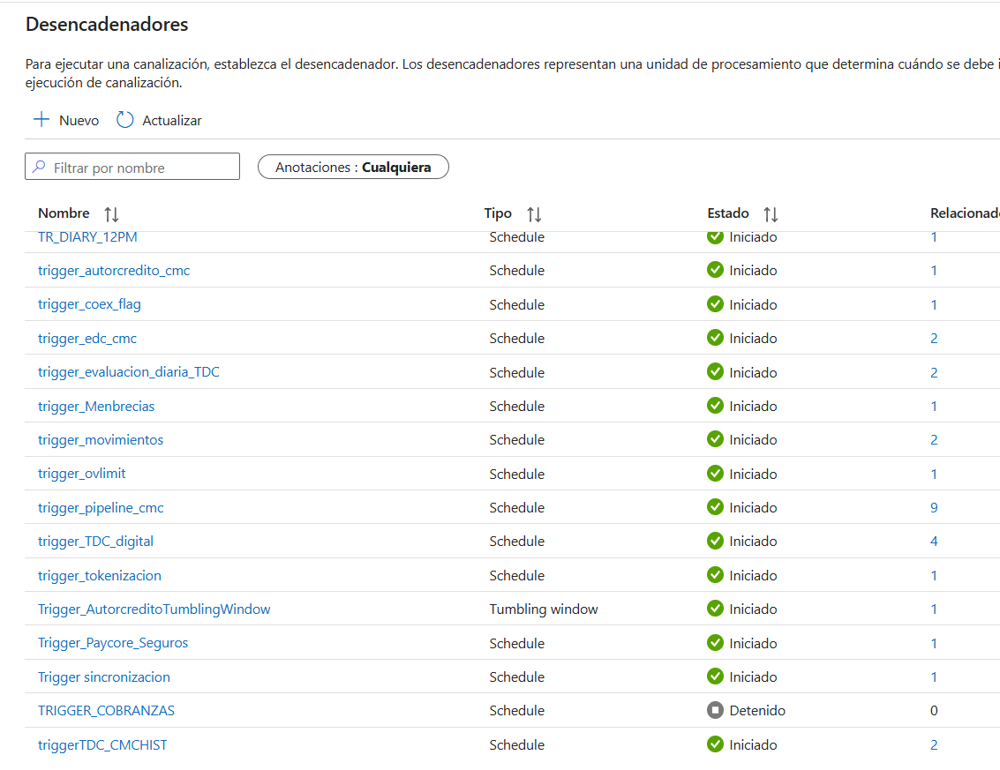 Desencadenadores
Para ejecutar una canalización, establezca el desencadenador. Los desencadenadores representan una unidad de procesamiento que determina cuándo se debe i
ejecución de canalización.
Nuevo Actualizar
Filtrar por nombre Anotaciones : Cualquiera
Nombre Tipo Estado Relacionad
TR_DIARY_12PM Schedule Iniciado 1
trigger_autorcredito_cmc Schedule Iniciado 1
trigger_coex_flag Schedule Iniciado 1
trigger_edc_cmc Schedule Iniciado 2
trigger_evaluacion_diaria_TDC Schedule Iniciado 2
trigger_Menbrecias Schedule Iniciado 1
trigger_movimientos Schedule Iniciado 2
trigger_ovlimit Schedule Iniciado 1
trigger_pipeline_cmc Schedule Iniciado 9
trigger_TDC_digital Schedule Iniciado 4
trigger_tokenizacion Schedule Iniciado 1
Trigger_AutorcreditoTumblingWindow Tumbling window Iniciado 1
Trigger_Paycore_Seguros Schedule Iniciado 1
Trigger sincronizacion Schedule Iniciado 1
TRIGGER_COBRANZAS Schedule Detenido 0
triggerTDC_CMCHIST Schedule Iniciado 2